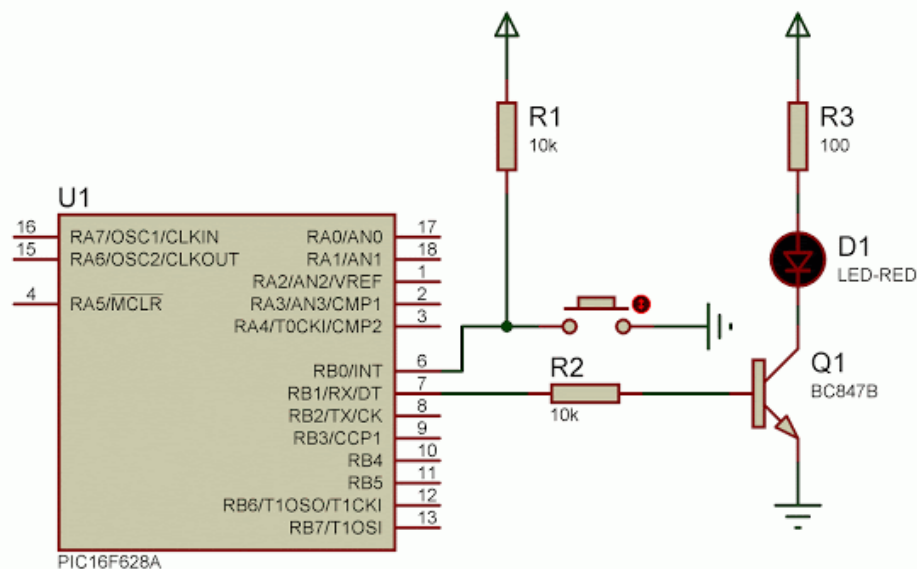 U1
16
RA7/OSC1/CLKIN
15
RA6/OSC2/CLKOUT
4
RA5/MCLR
RA0/AN0
17
RA1/AN1
18
RA2/AN2/VREF
1
RA3/AN3/CMP1
2
RA4/T0CKI/CMP2
3
RB0/INT
6
RB1/RX/DT
7
RB2/TX/CK
8
RB3/CCP1
9
RB4
10
RB5
11
RB6/T1OSO/T1CKI
12
RB7/T1OSI
13
PIC16F628A
R1
10k
R2
10k
R3
100
D1
LED-RED
Q1
BC847B